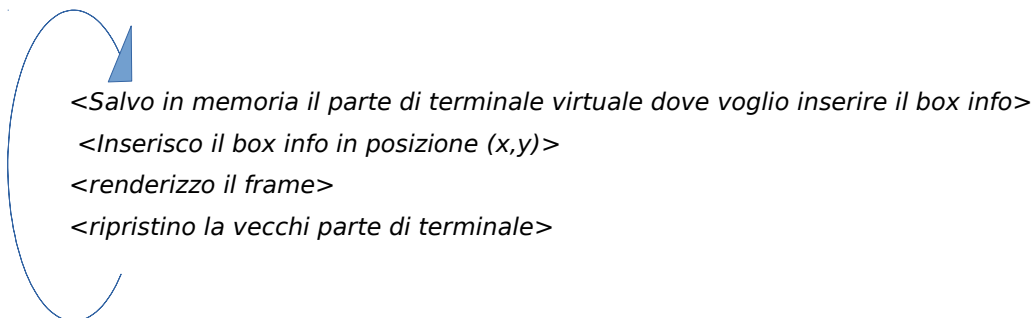 <Salvo in memoria il parte di terminale virtuale dove voglio inserire il box info>
<Inserisco il box info in posizione (x,y)>
<renderizzo il frame>
<ripristino la vecchi parte di terminale>